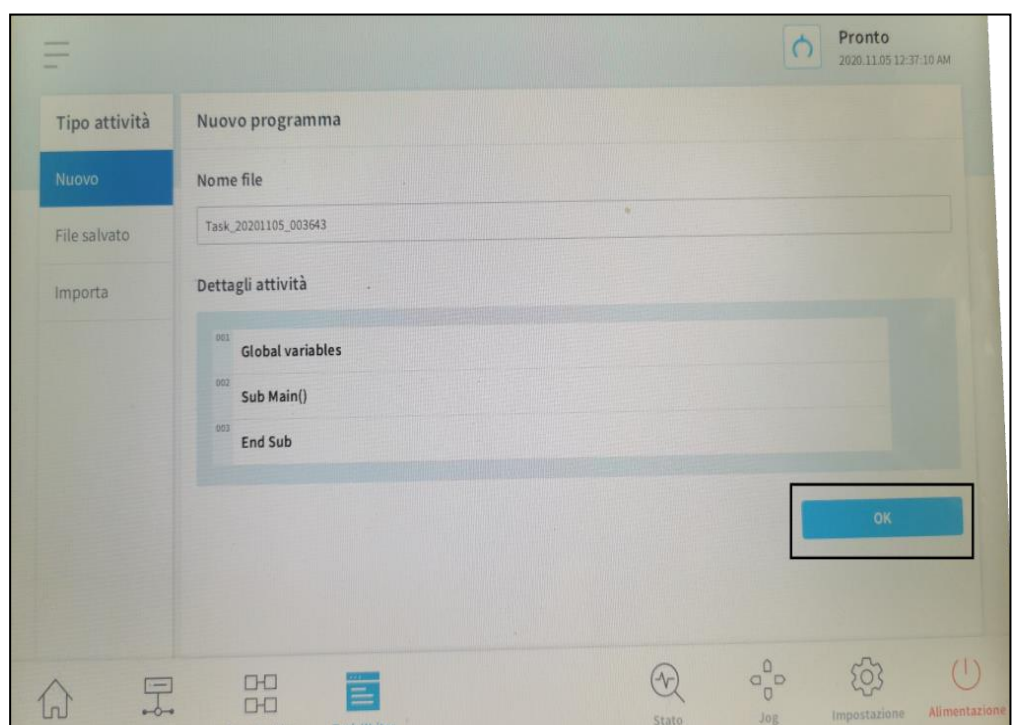 Pronto
2020.11.05 12:37:10 AM
Tipo attività
Nuovo programma
Nuovo
Nome file
Task_20201105_003643
File salvato
Importa
Dettagli attività
001
Global variables
002
Sub Main()
003
End Sub
OK
Stato
Jog
Impostazione
Alimentazione